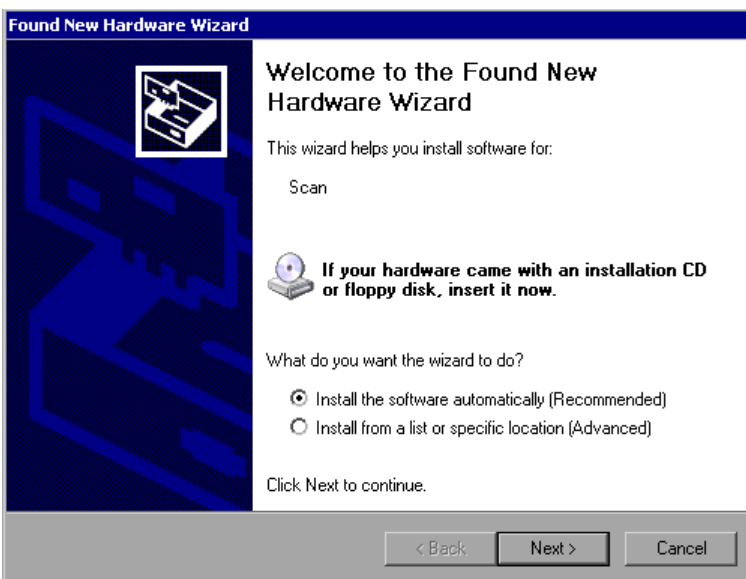 Found New Hardware Wizard
Welcome to the Found New
Hardware Wizard
This wizard helps you install software for:
Scan
If your hardware came with an installation CD
or floppy disk, insert it now.
What do you want the wizard to do?
Install the software automatically (Recommended)
Install from a list or specific location (Advanced)
Click Next to continue.
< Back Next > Cancel